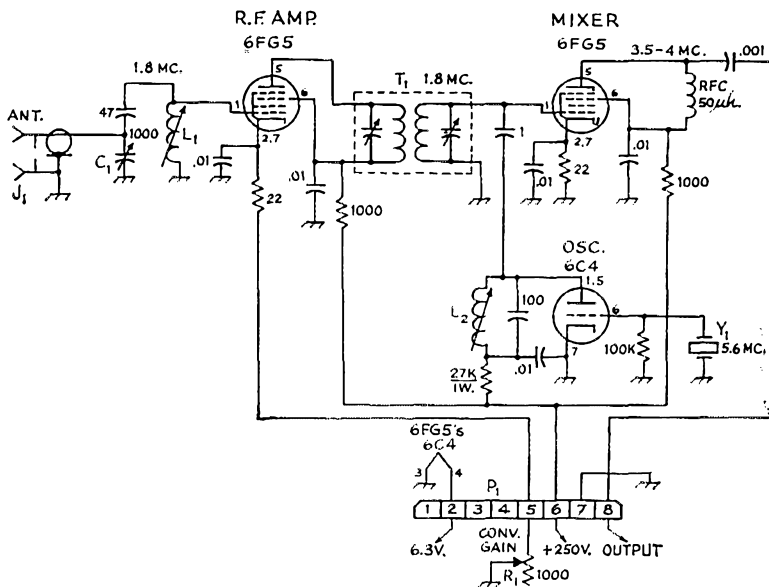 R.F. AMP.
6FG5
MIXER
6FG5
1.8 MC.
T1 1.8 MC.
3.5-4 MC.
.001
5
6
1
2,7
47
ANT.
1000
C1
J1
L1
.01
22
.01
1000
1
5
6
1
4
2,7
.01
22
.01
RFC
50µh.
1000
OSC.
6C4
1,5
6
7
L2
100
.01
100K
Y1
5.6 MC.
27K
1W.
6FG5's
6C4
3
4
P1
1 2 3 4 5 6 7 8
6.3V.
CONV.
GAIN
+250V.
OUTPUT
R1
1000